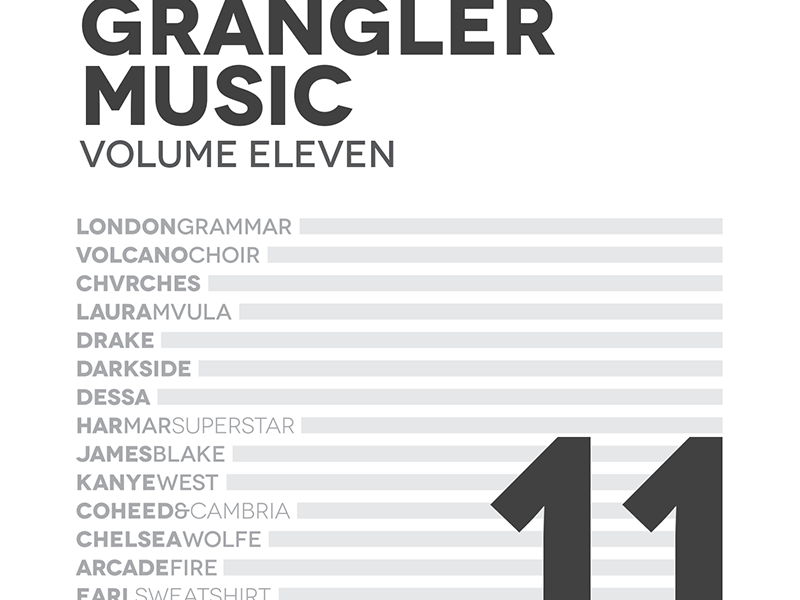 GRANGLER
MUSIC
VOLUME ELEVEN
LONDONGRAMMAR
VOLCANOCHOIR
CHVRCHES
LAURAMVULA
DRAKE
DARKSIDE
DESSA
HARMARSUPERSTAR
JAMESBLAKE
KANYEWEST
COHEED&CAMBRIA
CHELSEAWOLFE
ARCADEFIRE
EARLSWEATSHIRT
11